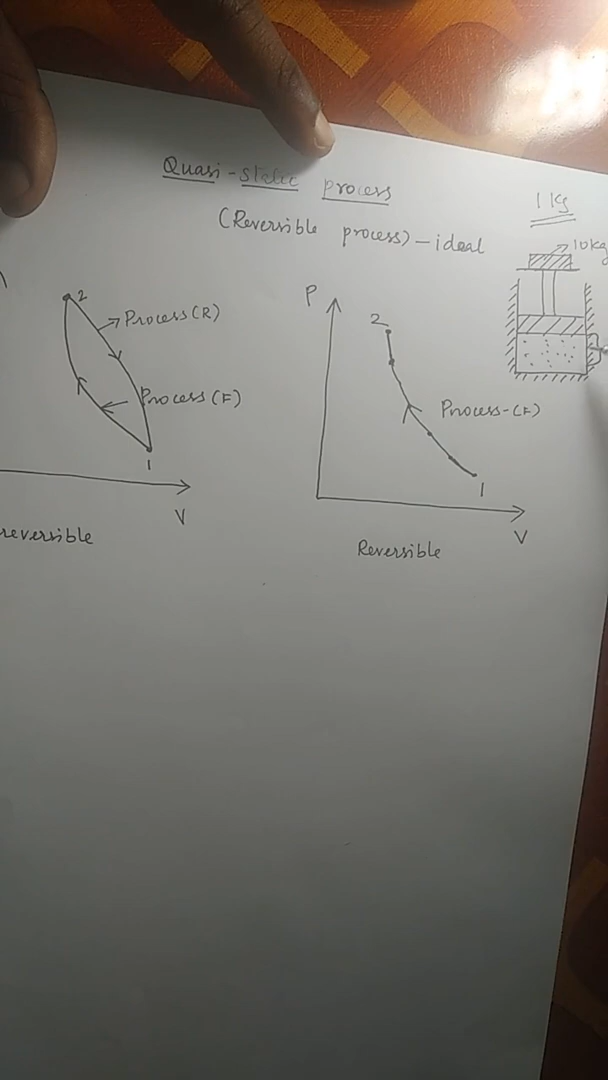 Quasi-static process
(Reversible process) - ideal
1 kg
10kg
2
Process (R)
Process (F)
1
V
reversible
P
2
Process-(F)
1
V
Reversible